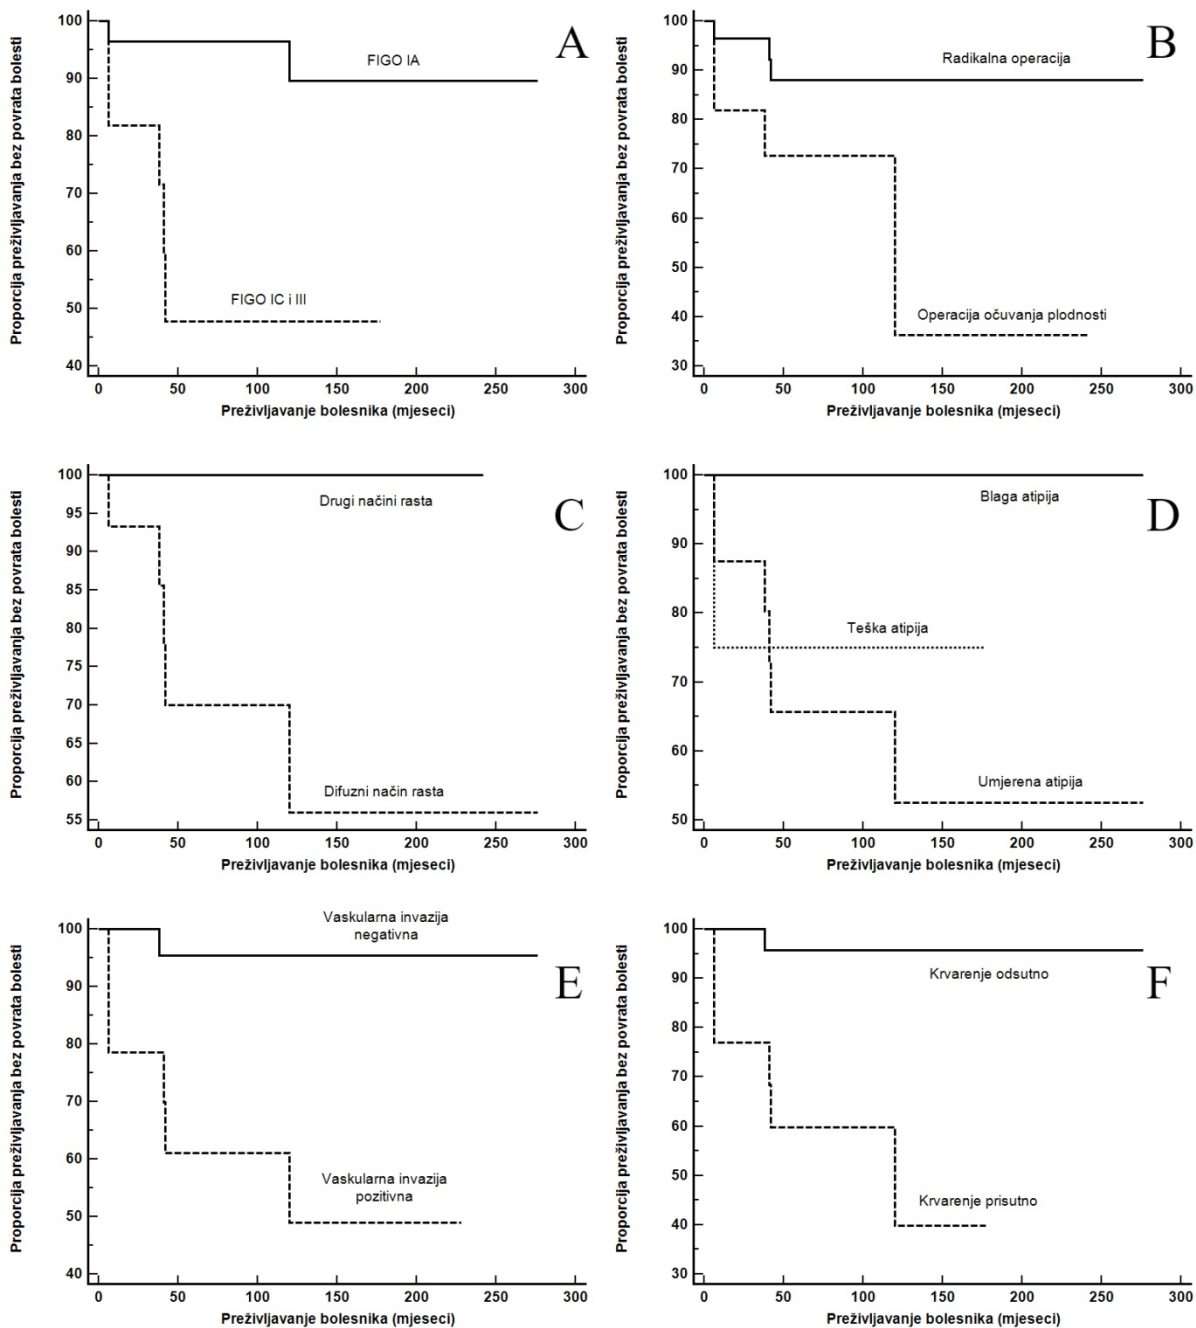 A
Proporcija preživljavanja bez povrata bolesti
100
90
80
70
60
50
40
FIGO IA
FIGO IC i III
0 50 100 150 200 250 300
Preživljavanje bolesnika (mjeseci)
B
Proporcija preživljavanja bez povrata bolesti
100
90
80
70
60
50
40
30
Radikalna operacija
Operacija očuvanja plodnosti
0 50 100 150 200 250 300
Preživljavanje bolesnika (mjeseci)
C
Proporcija preživljavanja bez povrata bolesti
100
95
90
85
80
75
70
65
60
55
Drugi načini rasta
Difuzni način rasta
0 50 100 150 200 250 300
Preživljavanje bolesnika (mjeseci)
D
Proporcija preživljavanja bez povrata bolesti
100
90
80
70
60
50
Blaga atipija
Teška atipija
Umjerena atipija
0 50 100 150 200 250 300
Preživljavanje bolesnika (mjeseci)
E
Proporcija preživljavanja bez povrata bolesti
100
90
80
70
60
50
40
Vaskularna invazija
negativna
Vaskularna invazija
pozitivna
0 50 100 150 200 250 300
Preživljavanje bolesnika (mjeseci)
F
Proporcija preživljavanja bez povrata bolesti
100
90
80
70
60
50
40
30
Krvarenje odsutno
Krvarenje prisutno
0 50 100 150 200 250 300
Preživljavanje bolesnika (mjeseci)